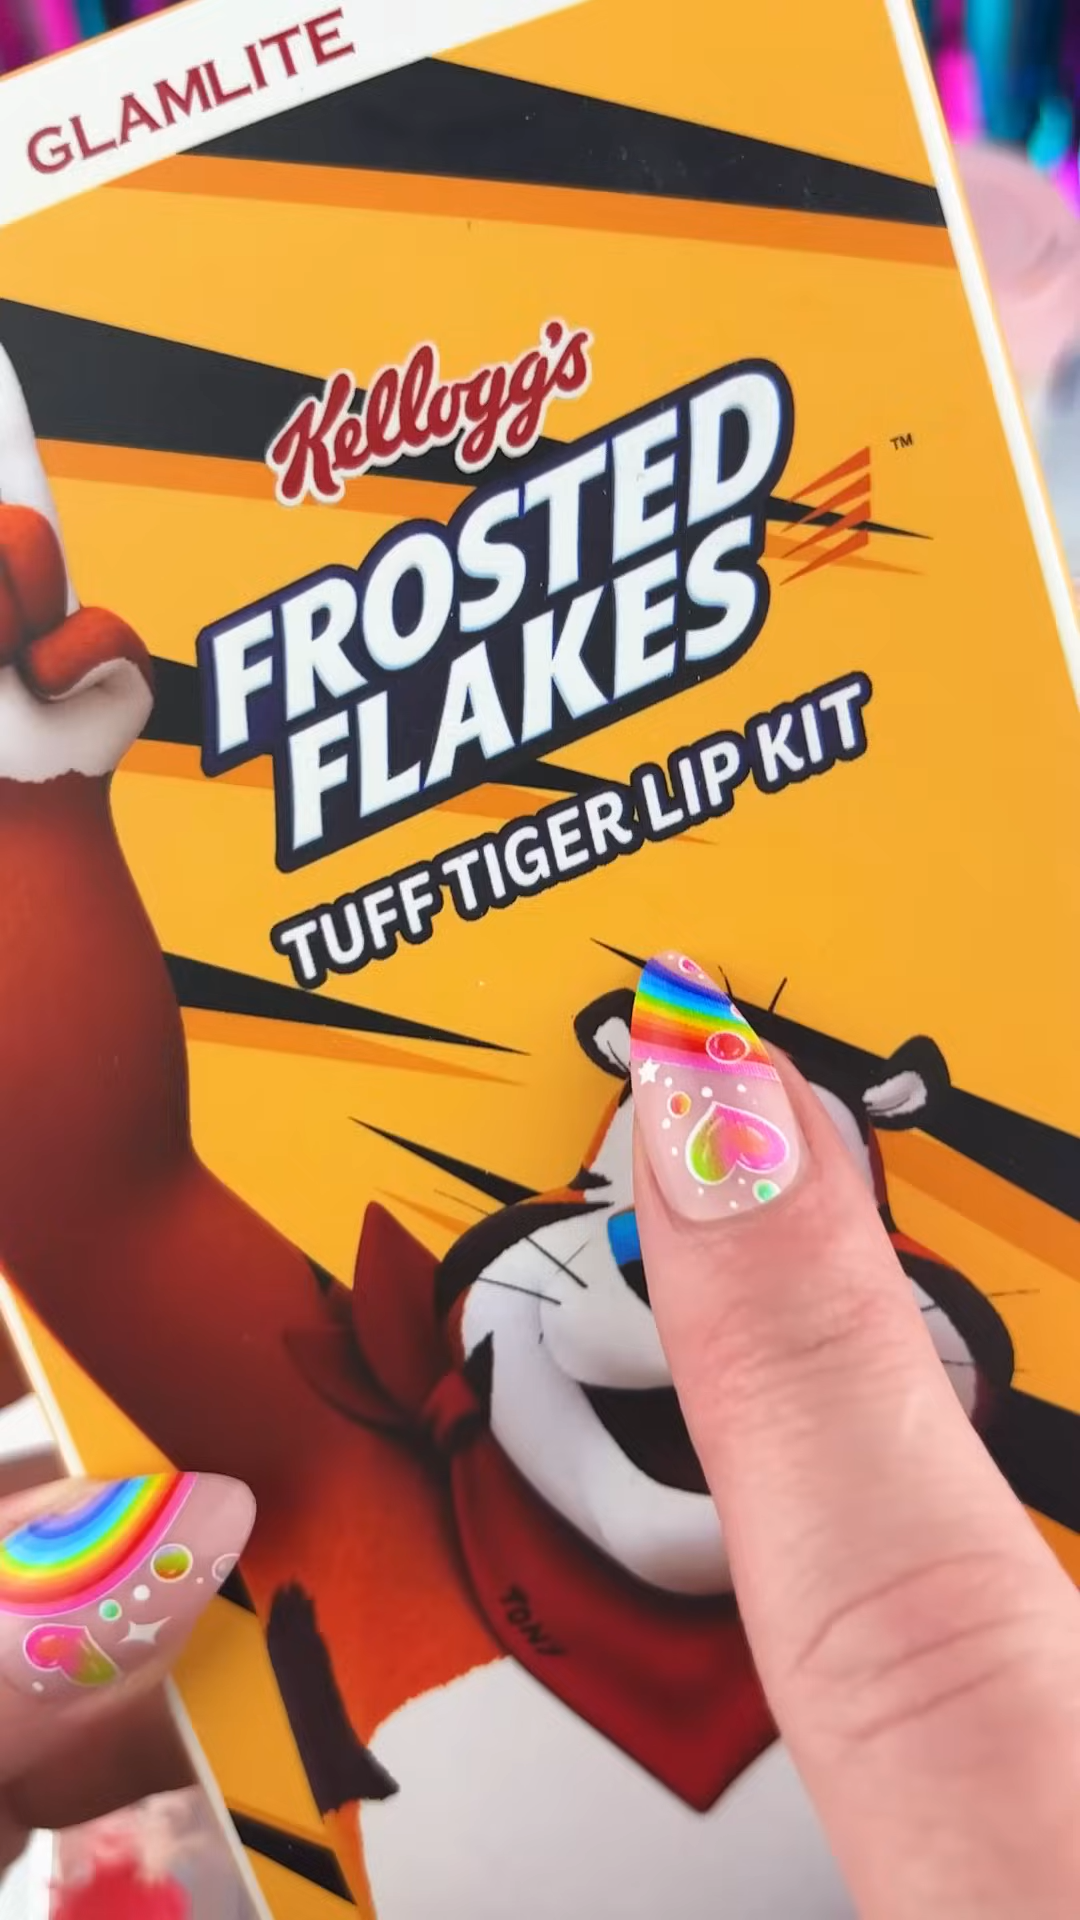 GLAMLITE
Kellogg's
FROSTED
FLAKES
™
TUFF TIGER LIP KIT
TONY